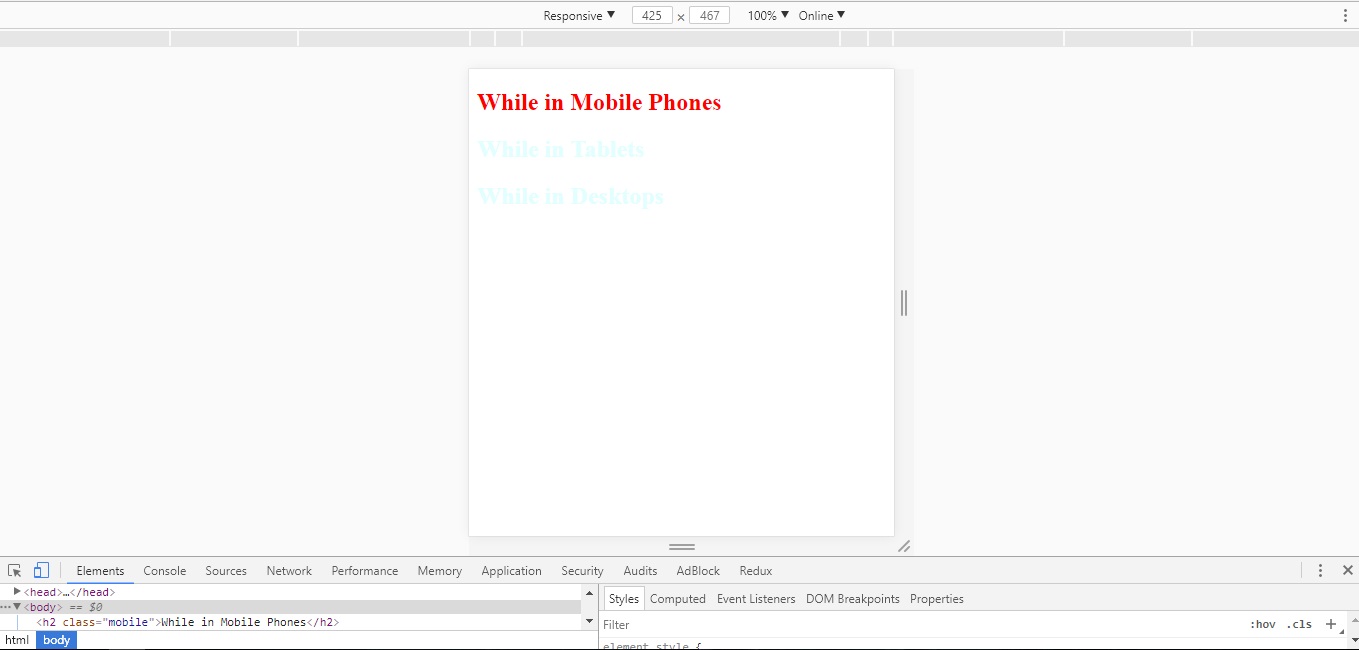 Responsive ▼ 425 × 467 100% ▼ Online ▼
While in Mobile Phones
While in Tablets
While in Desktops
Elements Console Sources Network Performance Memory Application Security Audits AdBlock Redux
▶<head>…</head>
···▼<body> == $0
<h2 class="mobile">While in Mobile Phones</h2>
html body
Styles Computed Event Listeners DOM Breakpoints Properties
Filter :hov .cls +
element.style {